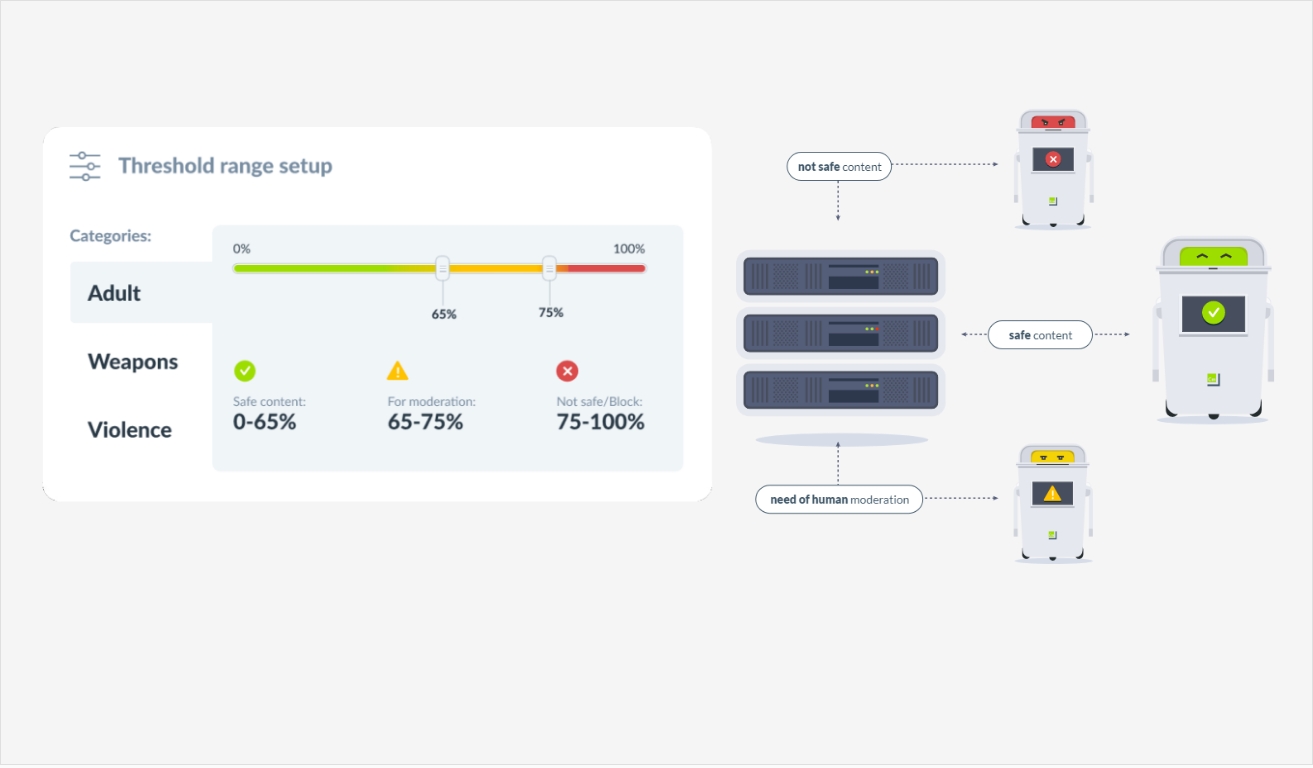 Threshold range setup
Categories:
Adult
Weapons
Violence
0%
100%
65%
75%
Safe content:
0-65%
For moderation:
65-75%
Not safe/Block:
75-100%
not safe content
safe content
need of human moderation